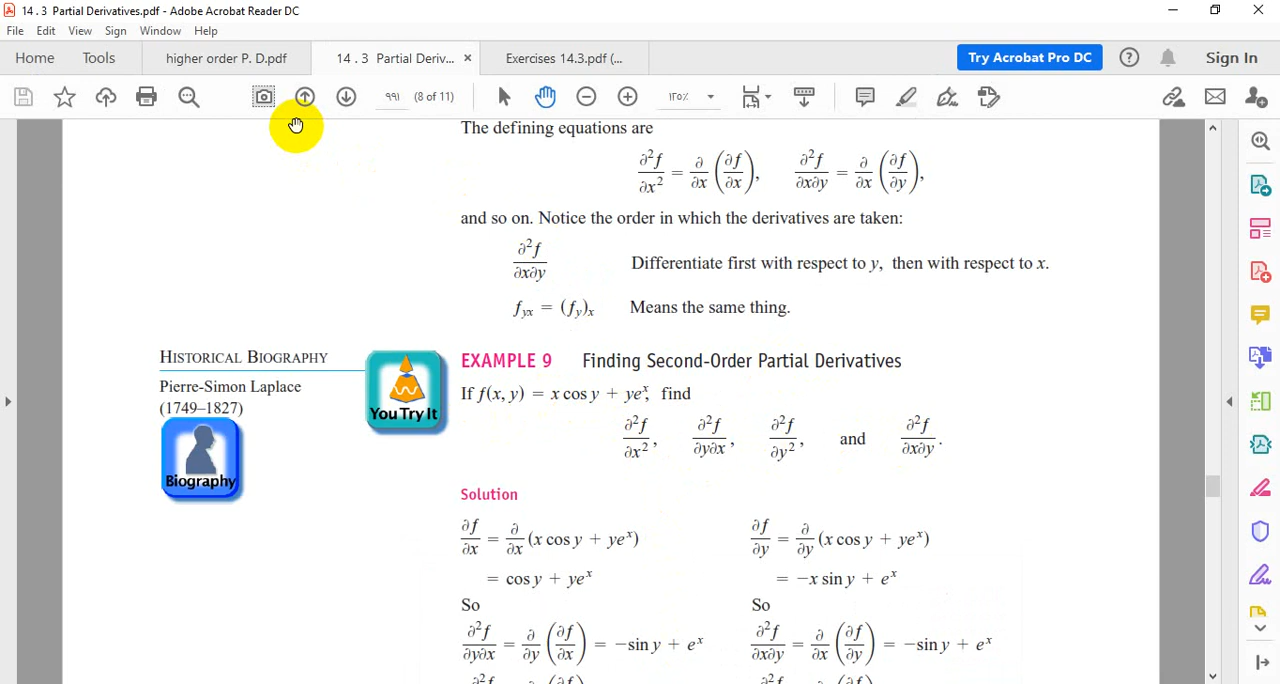 14 . 3 Partial Derivatives.pdf - Adobe Acrobat Reader DC
File Edit View Sign Window Help
Home Tools higher order P. D.pdf 14 . 3 Partial Deriv... × Exercises 14.3.pdf (... Try Acrobat Pro DC Sign In
٩٩١ (8 of 11) ١٢٥٪
The defining equations are
∂²f/∂x² = ∂/∂x (∂f/∂x), ∂²f/∂x∂y = ∂/∂x (∂f/∂y),
and so on. Notice the order in which the derivatives are taken:
∂²f/∂x∂y Differentiate first with respect to y, then with respect to x.
f_yx = (f_y)_x Means the same thing.
HISTORICAL BIOGRAPHY
Pierre-Simon Laplace
(1749–1827)
Biography
You Try It
EXAMPLE 9 Finding Second-Order Partial Derivatives
If f(x, y) = x cos y + ye^x, find
∂²f/∂x², ∂²f/∂y∂x, ∂²f/∂y², and ∂²f/∂x∂y.
Solution
∂f/∂x = ∂/∂x (x cos y + ye^x) ∂f/∂y = ∂/∂y (x cos y + ye^x)
= cos y + ye^x = −x sin y + e^x
So So
∂²f/∂y∂x = ∂/∂y (∂f/∂x) = −sin y + e^x ∂²f/∂x∂y = ∂/∂x (∂f/∂y) = −sin y + e^x